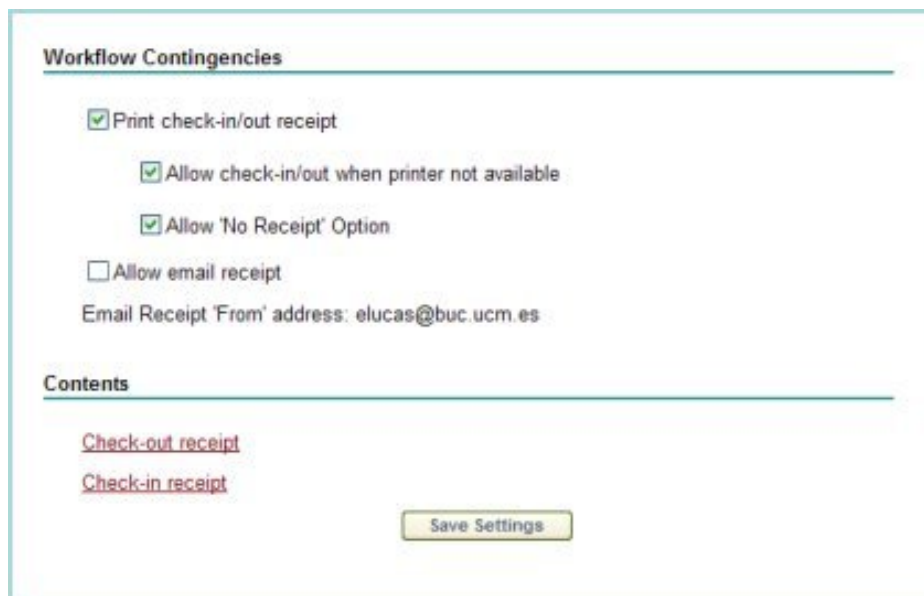 Workflow Contingencies
Print check-in/out receipt
Allow check-in/out when printer not available
Allow 'No Receipt' Option
Allow email receipt
Email Receipt 'From' address: elucas@buc.ucm.es
Contents
Check-out receipt
Check-in receipt
Save Settings